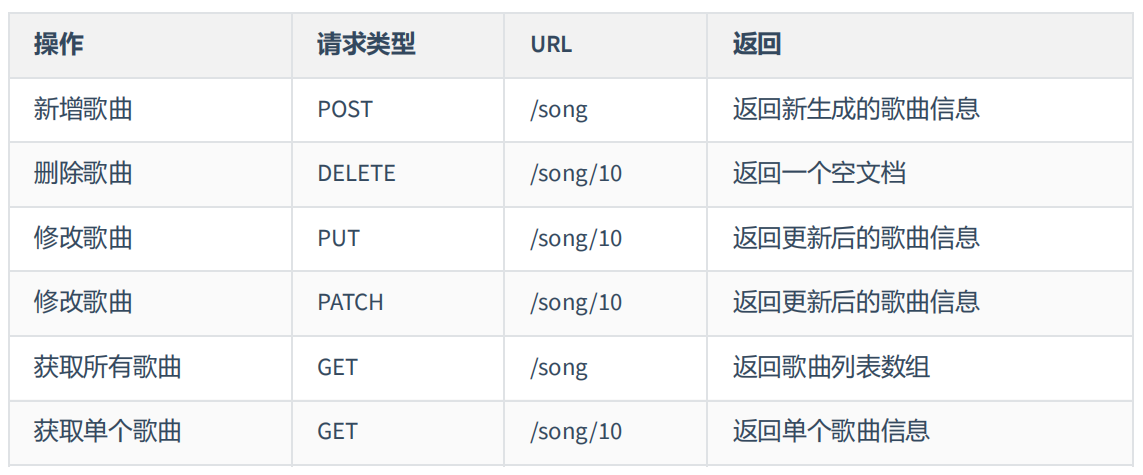 操作 请求类型 URL 返回
新增歌曲 POST /song 返回新生成的歌曲信息
删除歌曲 DELETE /song/10 返回一个空文档
修改歌曲 PUT /song/10 返回更新后的歌曲信息
修改歌曲 PATCH /song/10 返回更新后的歌曲信息
获取所有歌曲 GET /song 返回歌曲列表数组
获取单个歌曲 GET /song/10 返回单个歌曲信息